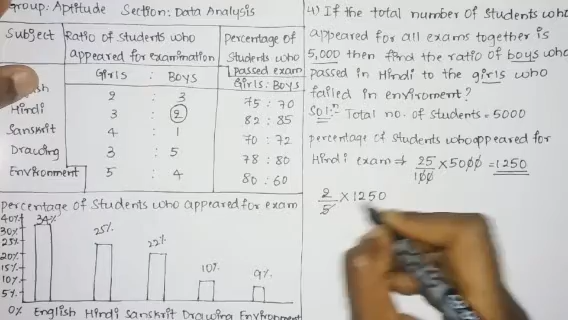 Group: Aptitude Section: Data Analysis
Subject Ratio of students who appeared for examination Percentage of students who passed exam
Girls : Boys Girls: Boys
2 : 3 75 : 70
Hindi 3 : 2 82 : 85
Sanskrit 4 : 1 70 : 72
Drawing 3 : 5 78 : 80
Environment 5 : 4 80 : 60
percentage of students who appeared for exam
40% 34%
30% 25%
25% 22%
20%
15% 10% 9%
10%
5%
0% English Hindi Sanskrit Drawing Environment
4) If the total number of students who
appeared for all exams together is
5,000 then find the ratio of boys who
passed in Hindi to the girls who
failed in enviroment?
Sol:n Total no. of students = 5000
percentage of students who appeared for
Hindi exam ⇒ 25/100 × 5000 = 1250
2/5 × 1250